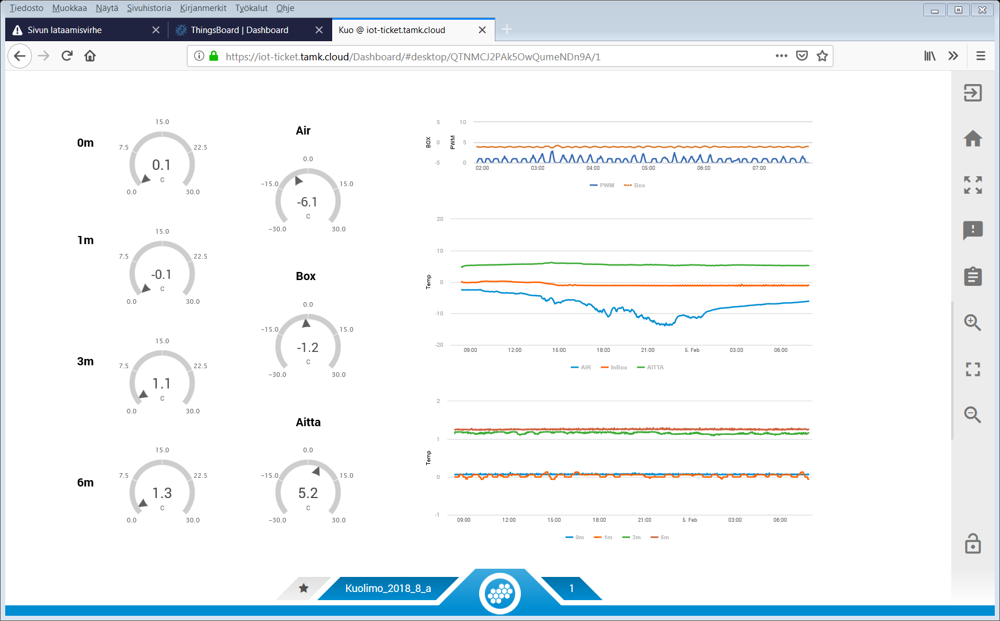 Tiedosto Muokkaa Näytä Sivuhistoria Kirjanmerkit Työkalut Ohje
Sivun lataamisvirhe
ThingsBoard | Dashboard
Kuo @ iot-ticket.tamk.cloud
https://iot-ticket.tamk.cloud/Dashboard/#desktop/QTNMCJ2PAk5OwQumeNDn9A/1
0m
15.0
7.5 22.5
0.1
C
0.0 30.0
1m
15.0
7.5 22.5
-0.1
C
0.0 30.0
3m
15.0
7.5 22.5
1.1
C
0.0 30.0
6m
15.0
7.5 22.5
1.3
C
0.0 30.0
Air
0.0
-15.0 15.0
-6.1
C
-30.0 30.0
Box
0.0
-15.0 15.0
-1.2
C
-30.0 30.0
Aitta
0.0
-15.0 15.0
5.2
C
-30.0 30.0
BOX
5
0
-5
PWM
10
5
0
02:00 03:00 04:00 05:00 06:00 07:00
PWM Box
Temp
20
10
0
-10
-20
09:00 12:00 15:00 18:00 21:00 5. Feb 03:00 06:00
AIR InBox AITTA
Temp
2
1
0
-1
09:00 12:00 15:00 18:00 21:00 5. Feb 03:00 06:00
0m 1m 3m 6m
Kuolimo_2018_8_a
1